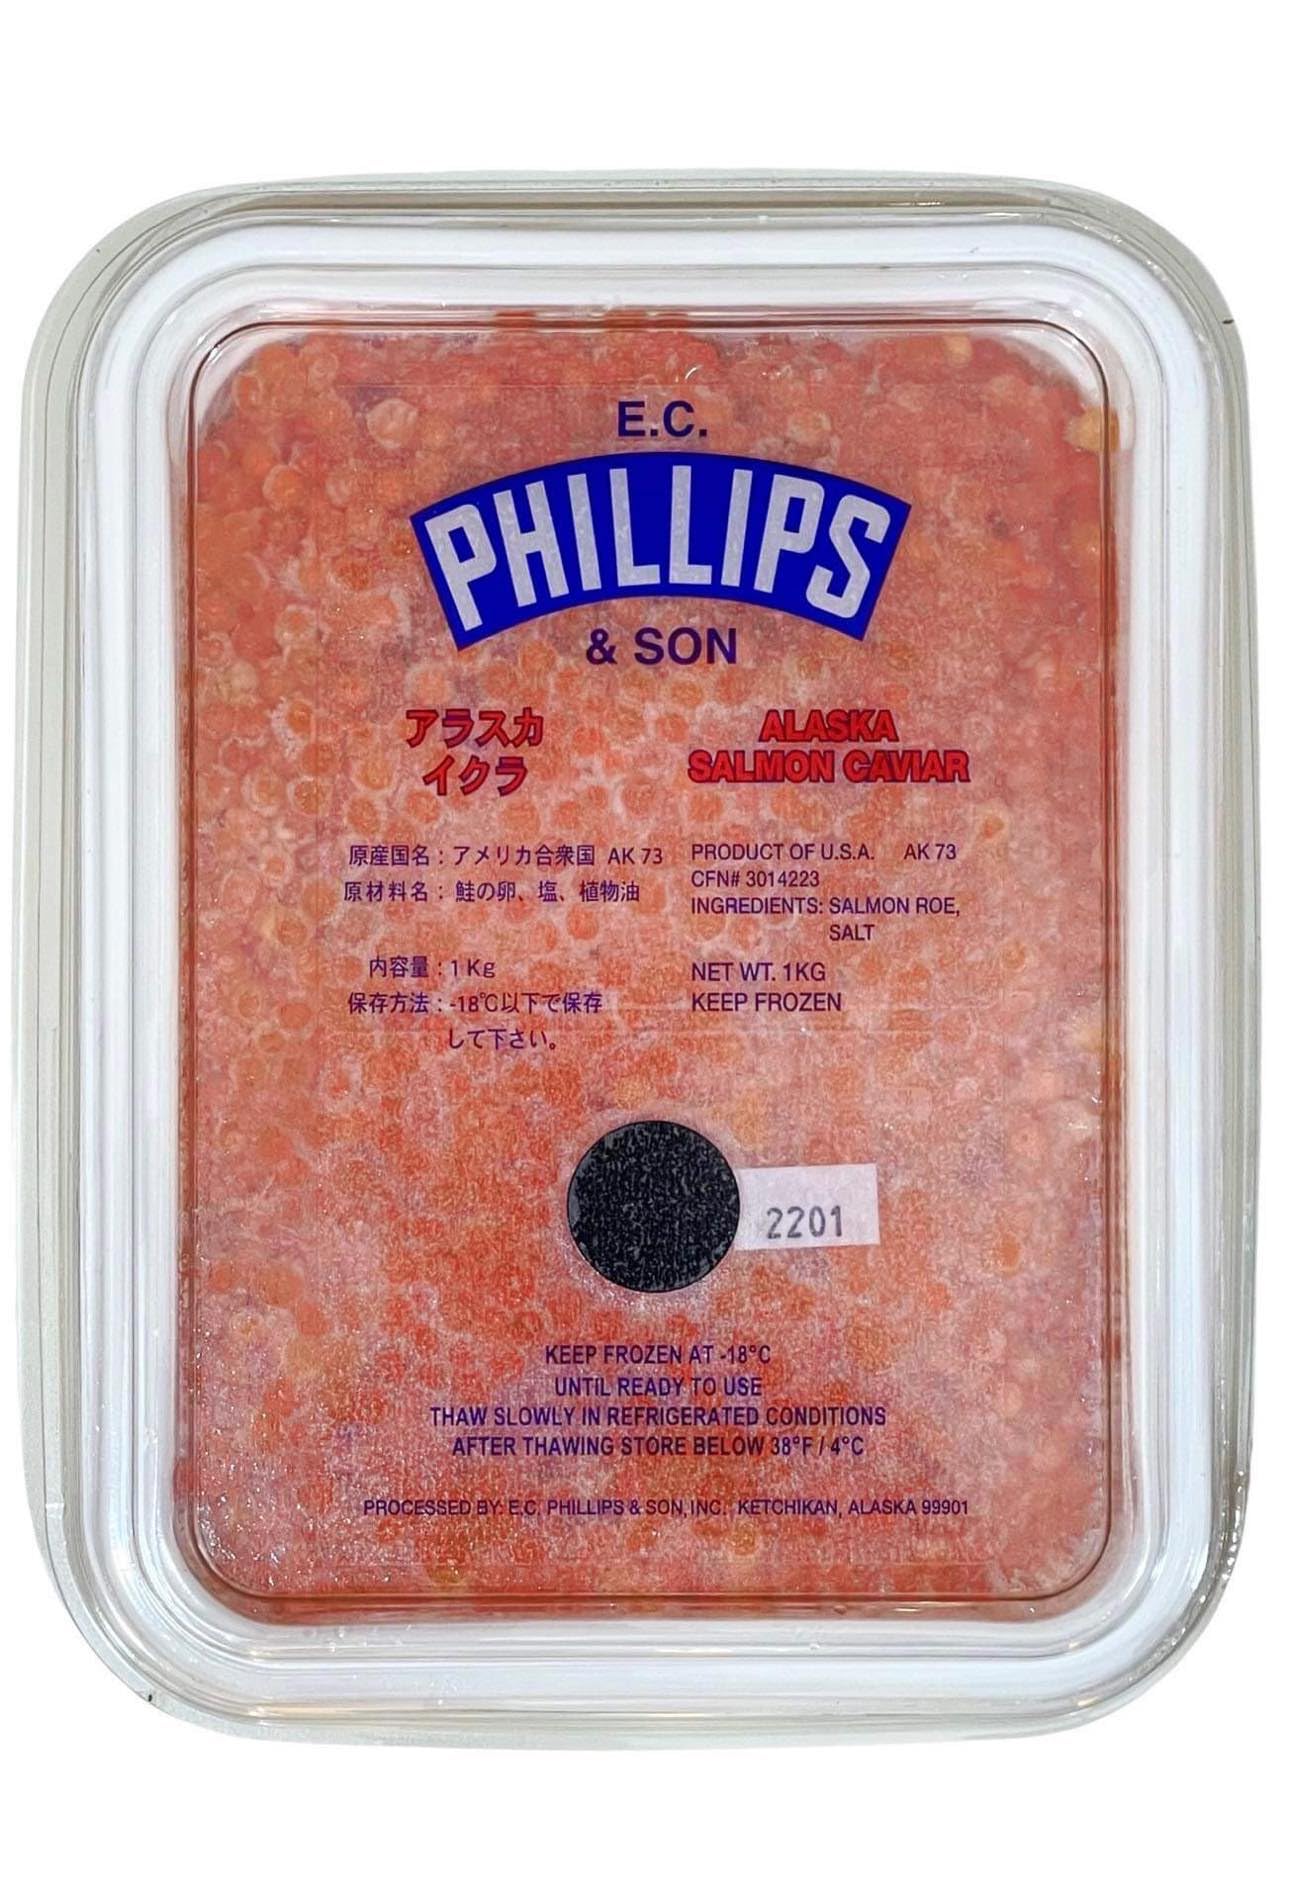 E.C.
PHILLIPS
& SON
アラスカ
イクラ
原産国名：アメリカ合衆国 AK 73
原材料名：鮭の卵、塩、植物油
内容量：1 Kg
保存方法：-18℃以下で保存
して下さい。
ALASKA
SALMON CAVIAR
PRODUCT OF U.S.A. AK 73
CFN# 3014223
INGREDIENTS: SALMON ROE,
SALT
NET WT. 1KG
KEEP FROZEN
2201
KEEP FROZEN AT -18°C
UNTIL READY TO USE
THAW SLOWLY IN REFRIGERATED CONDITIONS
AFTER THAWING STORE BELOW 38°F / 4°C
PROCESSED BY: E.C. PHILLIPS & SON, INC. KETCHIKAN, ALASKA 99901